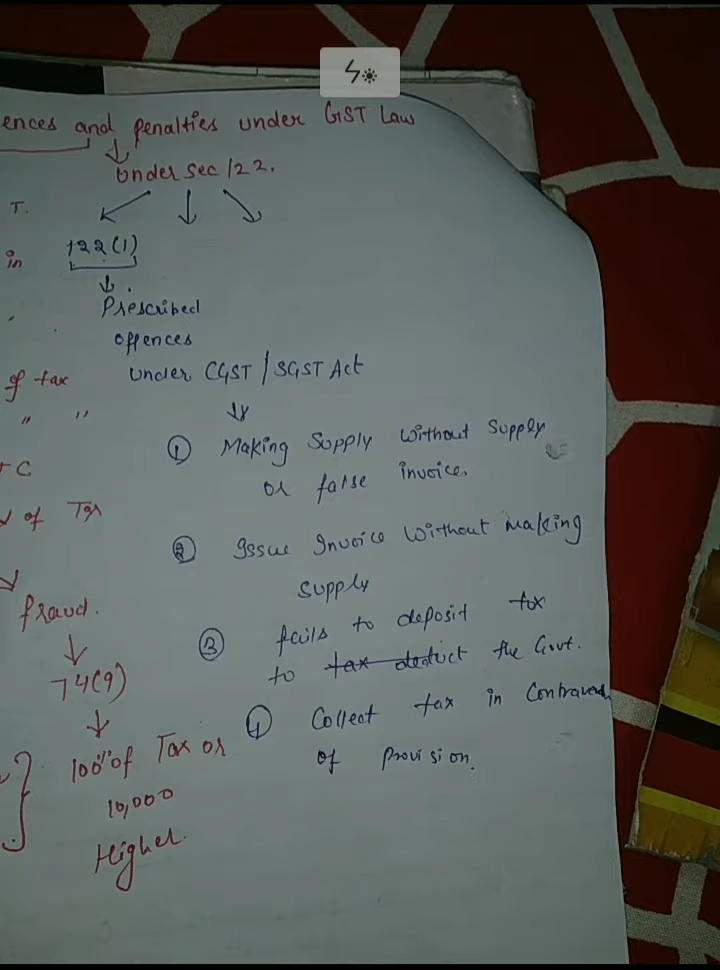 ences and penalties under GST Law
Under sec 122.
T.
in
122 (1)
Prescribed
offences
of tax
under CGST / SGST Act
" "
① Making Supply without Supply
C
or false invoice.
of Tax
② Issue Invoice without making
supply
fraud.
③ fails to deposit tax
to tax deduct the Govt.
74(9)
④ Collect tax in Contraven
100% of Tax or
of provision.
10,000
Higher.